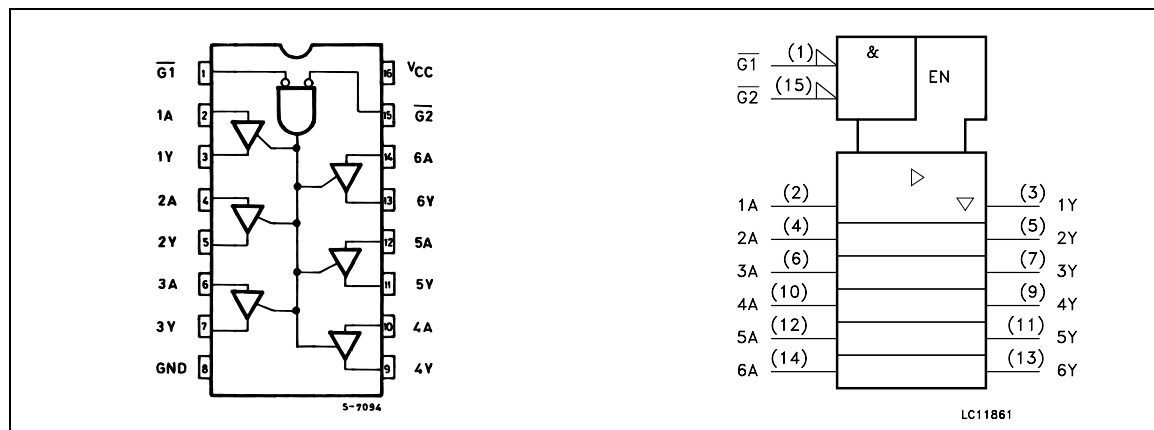 G1 1 16 VCC
1A 2 15 G2
1Y 3 14 6A
2A 4 13 6Y
2Y 5 12 5A
3A 6 11 5Y
3Y 7 10 4A
GND 8 9 4Y
S-7094
G1 (1) & EN
G2 (15)
1A (2) (3) 1Y
2A (4) (5) 2Y
3A (6) (7) 3Y
4A (10) (9) 4Y
5A (12) (11) 5Y
6A (14) (13) 6Y
LC11861